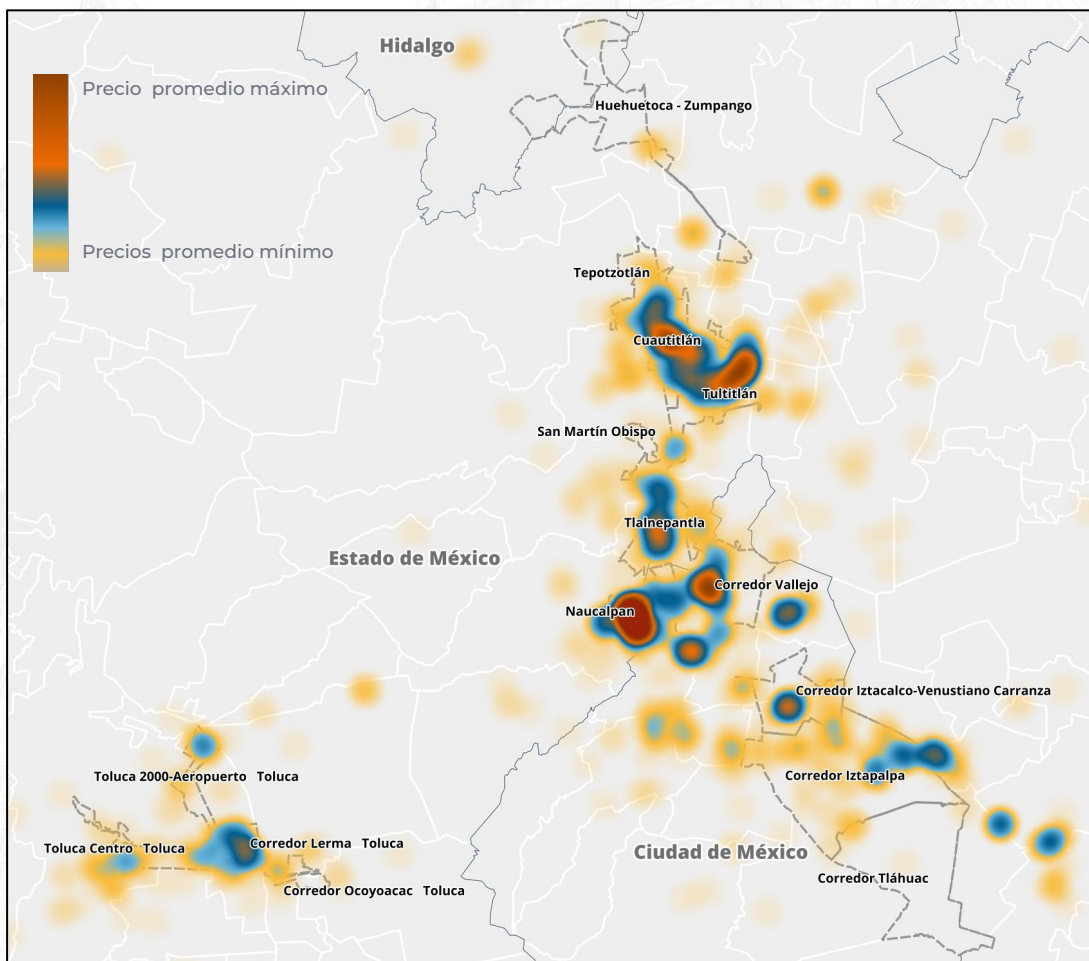 Hidalgo
Precio promedio máximo
Huehuetoca - Zumpango
Precios promedio mínimo
Tepotzotlán
Cuautitlán
Tultitlán
San Martín Obispo
Tlalnepantla
Estado de México
Corredor Vallejo
Naucalpan
Corredor Iztacalco-Venustiano Carranza
Toluca 2000-Aeropuerto Toluca
Corredor Iztapalpa
Corredor Lerma Toluca
Toluca Centro Toluca
Ciudad de México
Corredor Tláhuac
Corredor Ocoyoacac Toluca